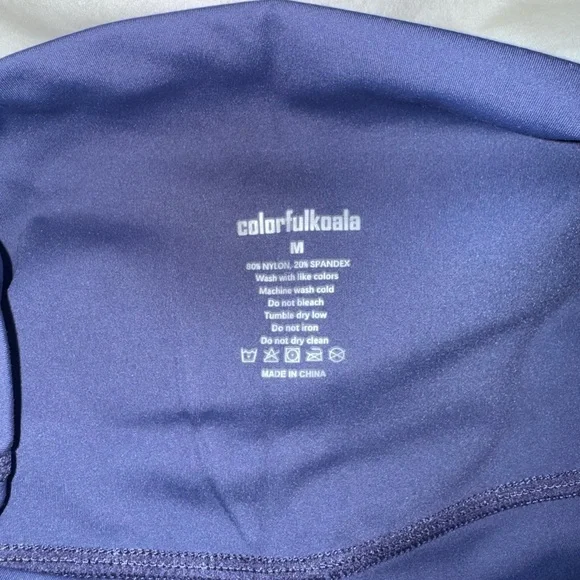 colorfulkoala
M
80% NYLON, 20% SPANDEX
Wash with like colors
Machine wash cold
Do not bleach
Tumble dry low
Do not iron
Do not dry clean
MADE IN CHINA